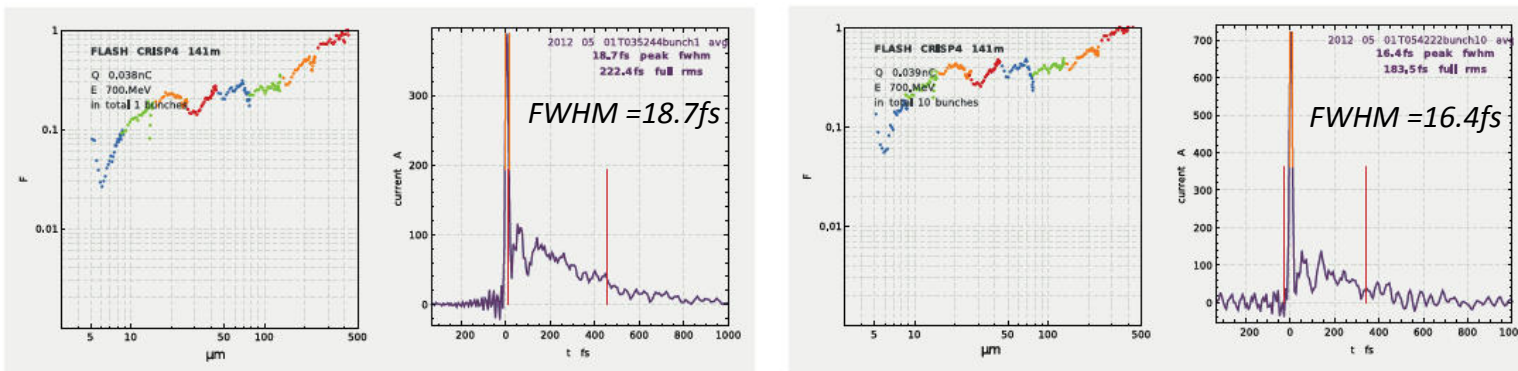 1
0.1
0.01
F
FLASH CRISP4 141m
Q 0.038nC
E 700.MeV
in total 1 bunches
5 10 50 100 500
µm
2012 05 01T035244bunch1 avg
18.7fs peak fwhm
222.4fs full rms
FWHM =18.7fs
300
200
100
0
current A
200 0 200 400 600 800 1000
t fs
1
0.1
0.01
F
FLASH CRISP4 141m
Q 0.039nC
E 700.MeV
in total 10 bunches
5 10 50 100 500
µm
2012 05 01T054222bunch10 avg
16.4fs peak fwhm
183.5fs full rms
FWHM =16.4fs
700
600
500
400
300
200
100
0
current A
200 0 200 400 600 800 1000
t fs